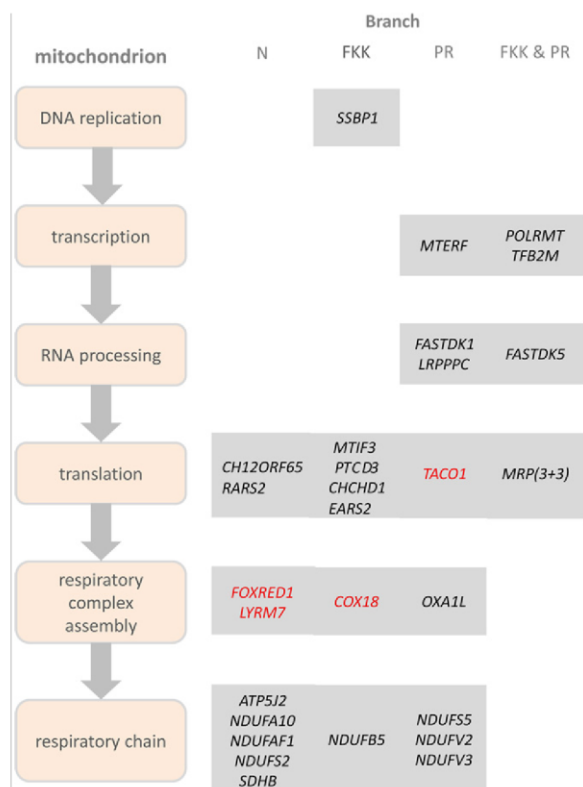 Branch
mitochondrion N FKK PR FKK & PR
DNA replication SSBP1
transcription MTERF POLRMT
TFB2M
RNA processing FASTDK1 FASTDK5
LRPPPC
translation CH12ORF65 MTIF3 TACO1 MRP(3+3)
RARS2 PTCD3
CHCHD1
EARS2
respiratory FOXRED1 COX18 OXA1L
complex LYRM7
assembly
respiratory chain ATP5J2 NDUFB5 NDUFS5
NDUFA10 NDUFV2
NDUFAF1 NDUFV3
NDUFS2
SDHB